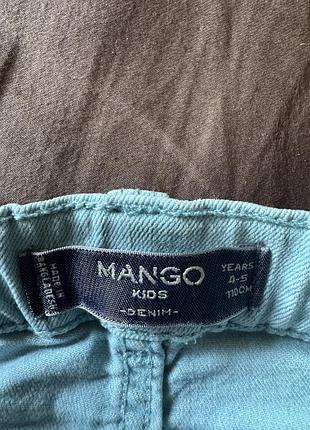 MADE IN
BANGLADESH
MANGO
KIDS
-DENIM-
YEARS
4-5
110CM